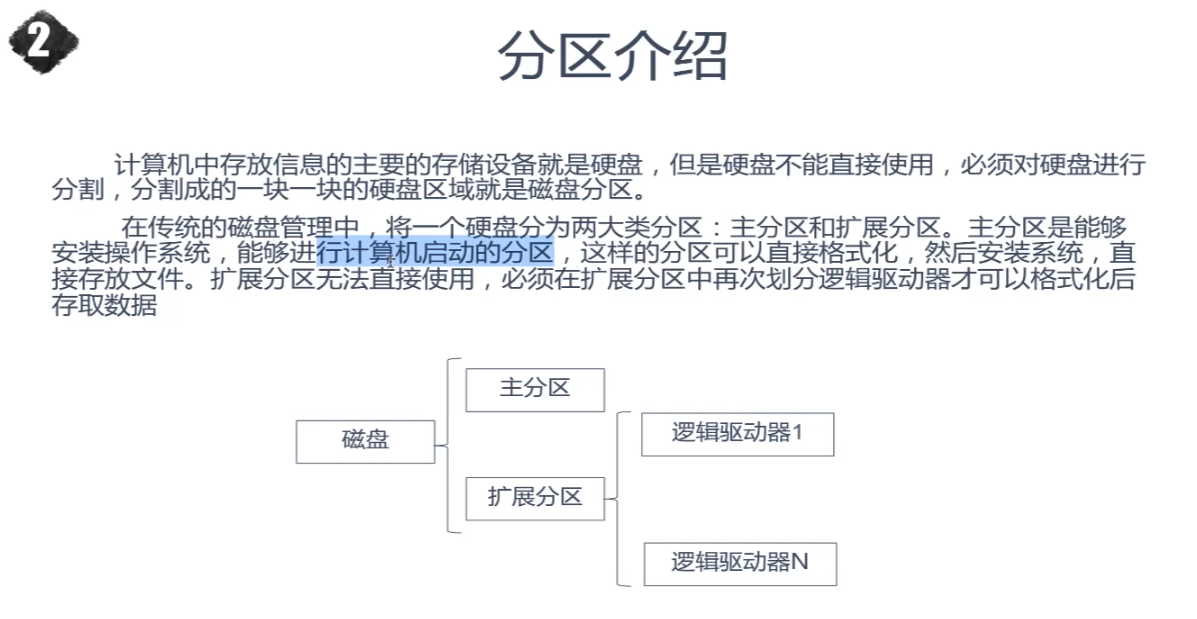 2
分区介绍
计算机中存放信息的主要的存储设备就是硬盘，但是硬盘不能直接使用，必须对硬盘进行
分割，分割成的一块一块的硬盘区域就是磁盘分区。
在传统的磁盘管理中，将一个硬盘分为两大类分区：主分区和扩展分区。主分区是能够
安装操作系统，能够进行计算机启动的分区，这样的分区可以直接格式化，然后安装系统，直
接存放文件。扩展分区无法直接使用，必须在扩展分区中再次划分逻辑驱动器才可以格式化后
存取数据
主分区
逻辑驱动器1
磁盘
扩展分区
逻辑驱动器N